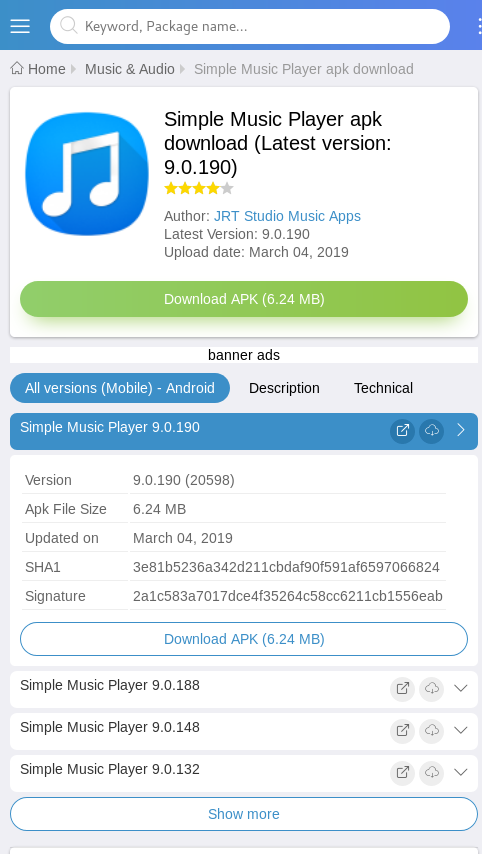 Keyword, Package name...
Home Music & Audio Simple Music Player apk download
Simple Music Player apk
download (Latest version:
9.0.190)
Author: JRT Studio Music Apps
Latest Version: 9.0.190
Upload date: March 04, 2019
Download APK (6.24 MB)
banner ads
All versions (Mobile) - Android Description Technical
Simple Music Player 9.0.190
Version 9.0.190 (20598)
Apk File Size 6.24 MB
Updated on March 04, 2019
SHA1 3e81b5236a342d211cbdaf90f591af6597066824
Signature 2a1c583a7017dce4f35264c58cc6211cb1556eab
Download APK (6.24 MB)
Simple Music Player 9.0.188
Simple Music Player 9.0.148
Simple Music Player 9.0.132
Show more